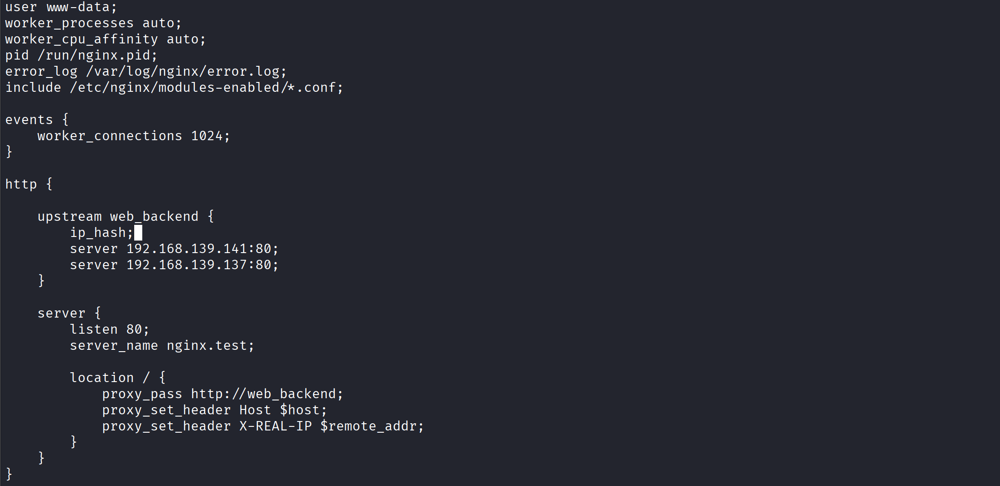 user www-data;
worker_processes auto;
worker_cpu_affinity auto;
pid /run/nginx.pid;
error_log /var/log/nginx/error.log;
include /etc/nginx/modules-enabled/*.conf;

events {
    worker_connections 1024;
}

http {

    upstream web_backend {
        ip_hash;
        server 192.168.139.141:80;
        server 192.168.139.137:80;
    }

    server {
        listen 80;
        server_name nginx.test;

        location / {
            proxy_pass http://web_backend;
            proxy_set_header Host $host;
            proxy_set_header X-REAL-IP $remote_addr;
        }
    }
}